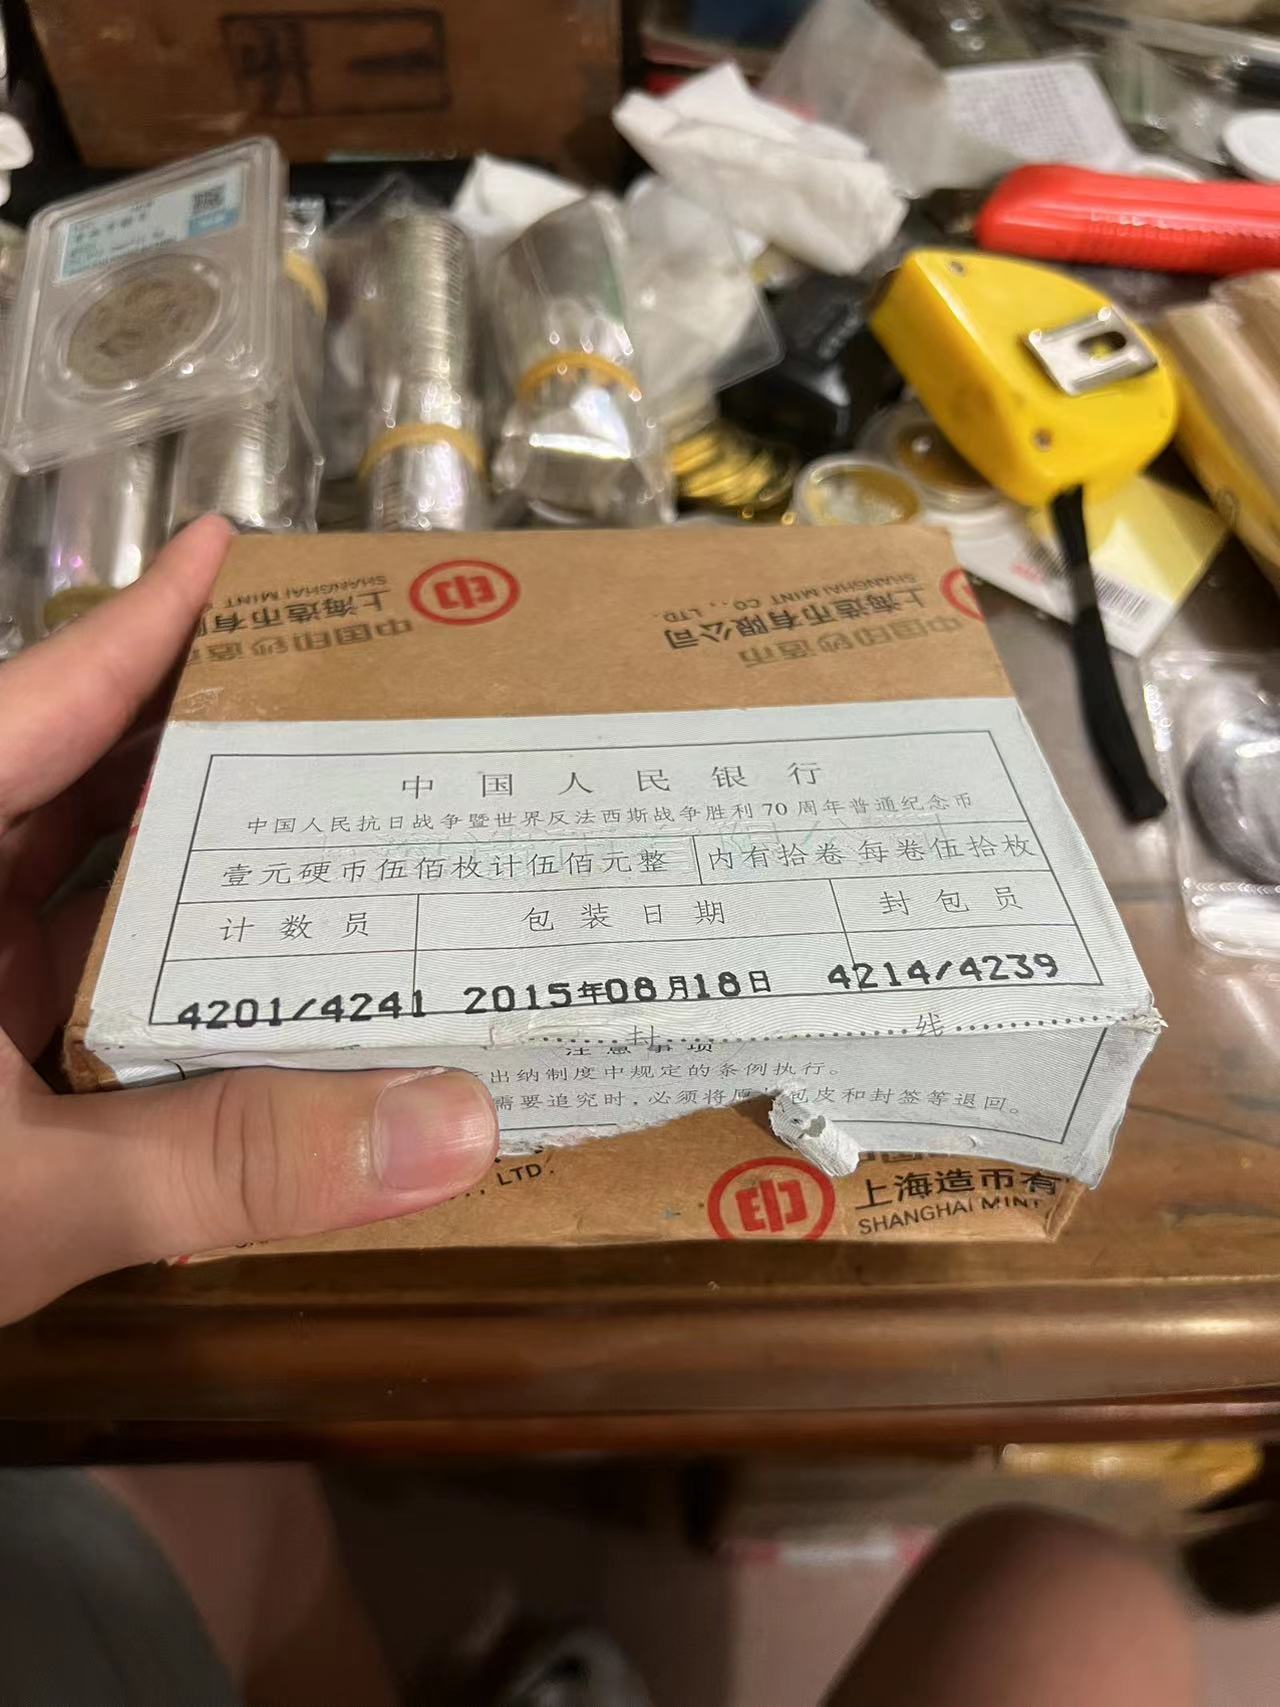 SHANGHAI MINT
上海造币有
中国印钞造币
SHANGHAI MINT CO., LTD.
上海造币有限公司
中国印钞造币
中国人民银行
中国人民抗日战争暨世界反法西斯战争胜利70周年普通纪念币
壹元硬币伍佰枚计伍佰元整 内有拾卷 每卷伍拾枚
计数员 包装日期 封包员
4201/4241 2015年08月18日 4214/4239
封 线
注意事项
出纳制度中规定的条例执行。
需要追究时,必须将原 包皮和封签等退回。
., LTD.
上海造币有
SHANGHAI MINT